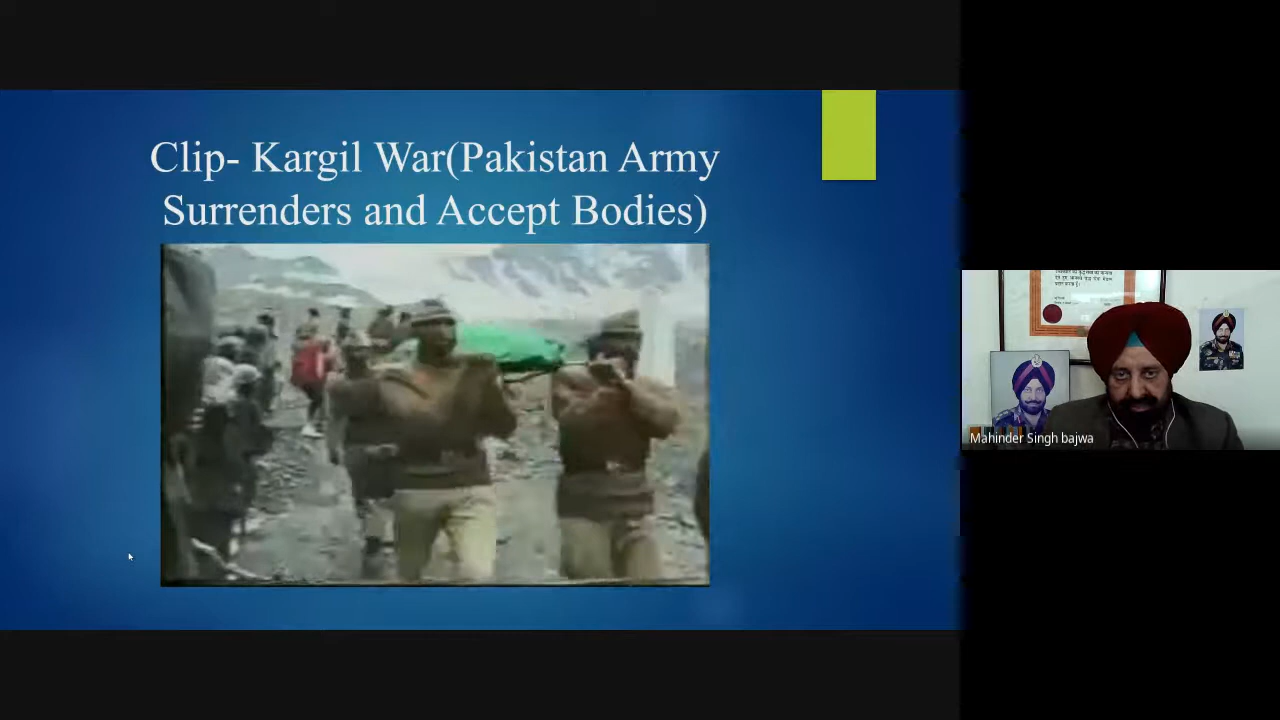 Clip- Kargil War(Pakistan Army
Surrenders and Accept Bodies)
Mahinder Singh bajwa